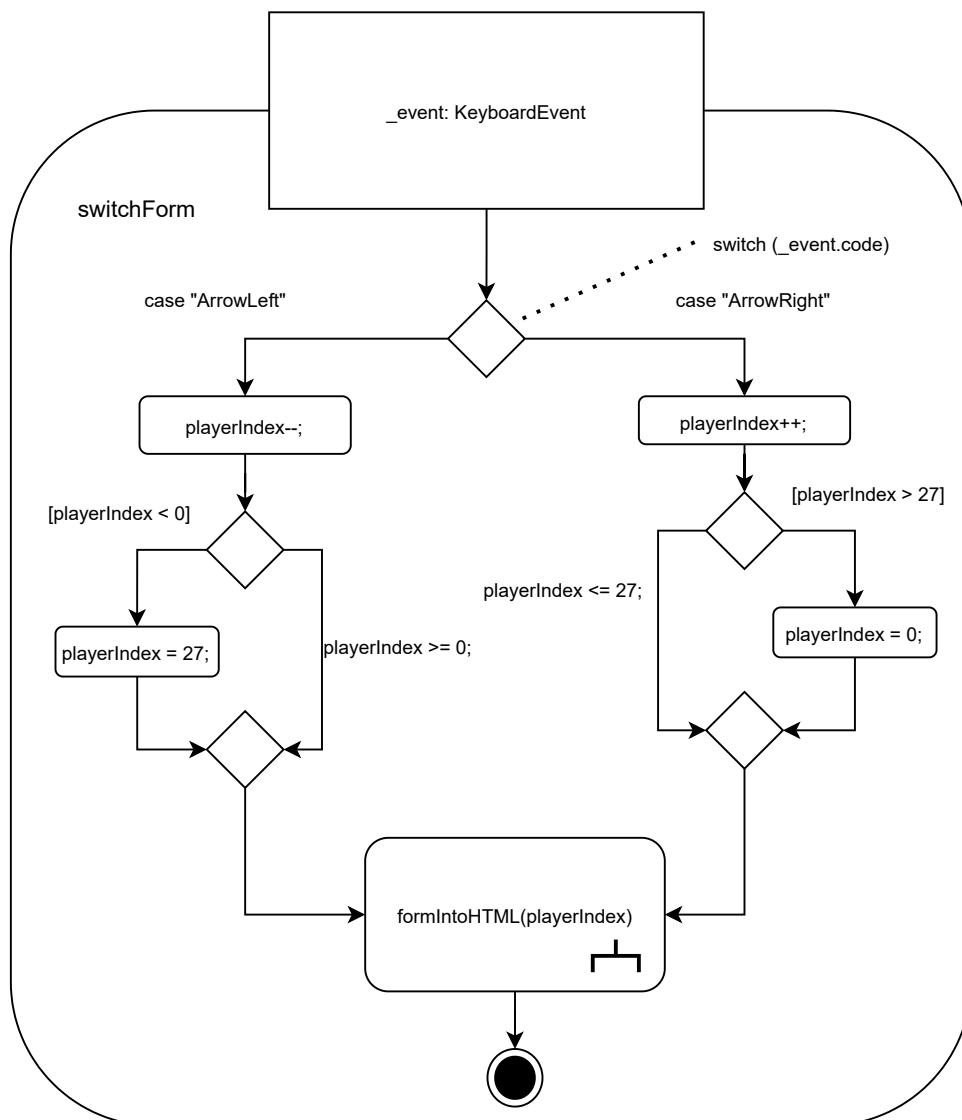 _event: KeyboardEvent
switchForm
switch (_event.code)
case "ArrowLeft"
case "ArrowRight"
playerIndex--;
playerIndex++;
[playerIndex < 0]
[playerIndex > 27]
playerIndex <= 27;
playerIndex = 27;
playerIndex >= 0;
playerIndex = 0;
formIntoHTML(playerIndex)